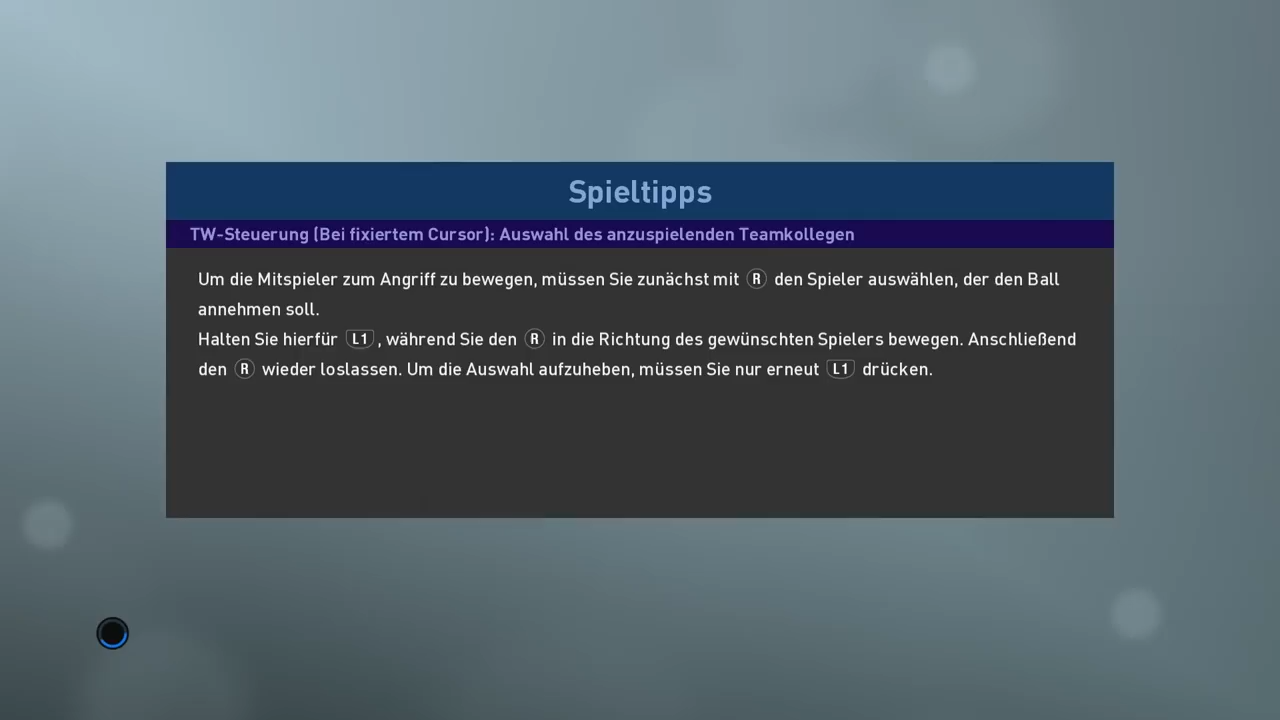 Spieltipps
TW-Steuerung (Bei fixiertem Cursor): Auswahl des anzuspielenden Teamkollegen
Um die Mitspieler zum Angriff zu bewegen, müssen Sie zunächst mit R den Spieler auswählen, der den Ball
annehmen soll.
Halten Sie hierfür L1, während Sie den R in die Richtung des gewünschten Spielers bewegen. Anschließend
den R wieder loslassen. Um die Auswahl aufzuheben, müssen Sie nur erneut L1 drücken.